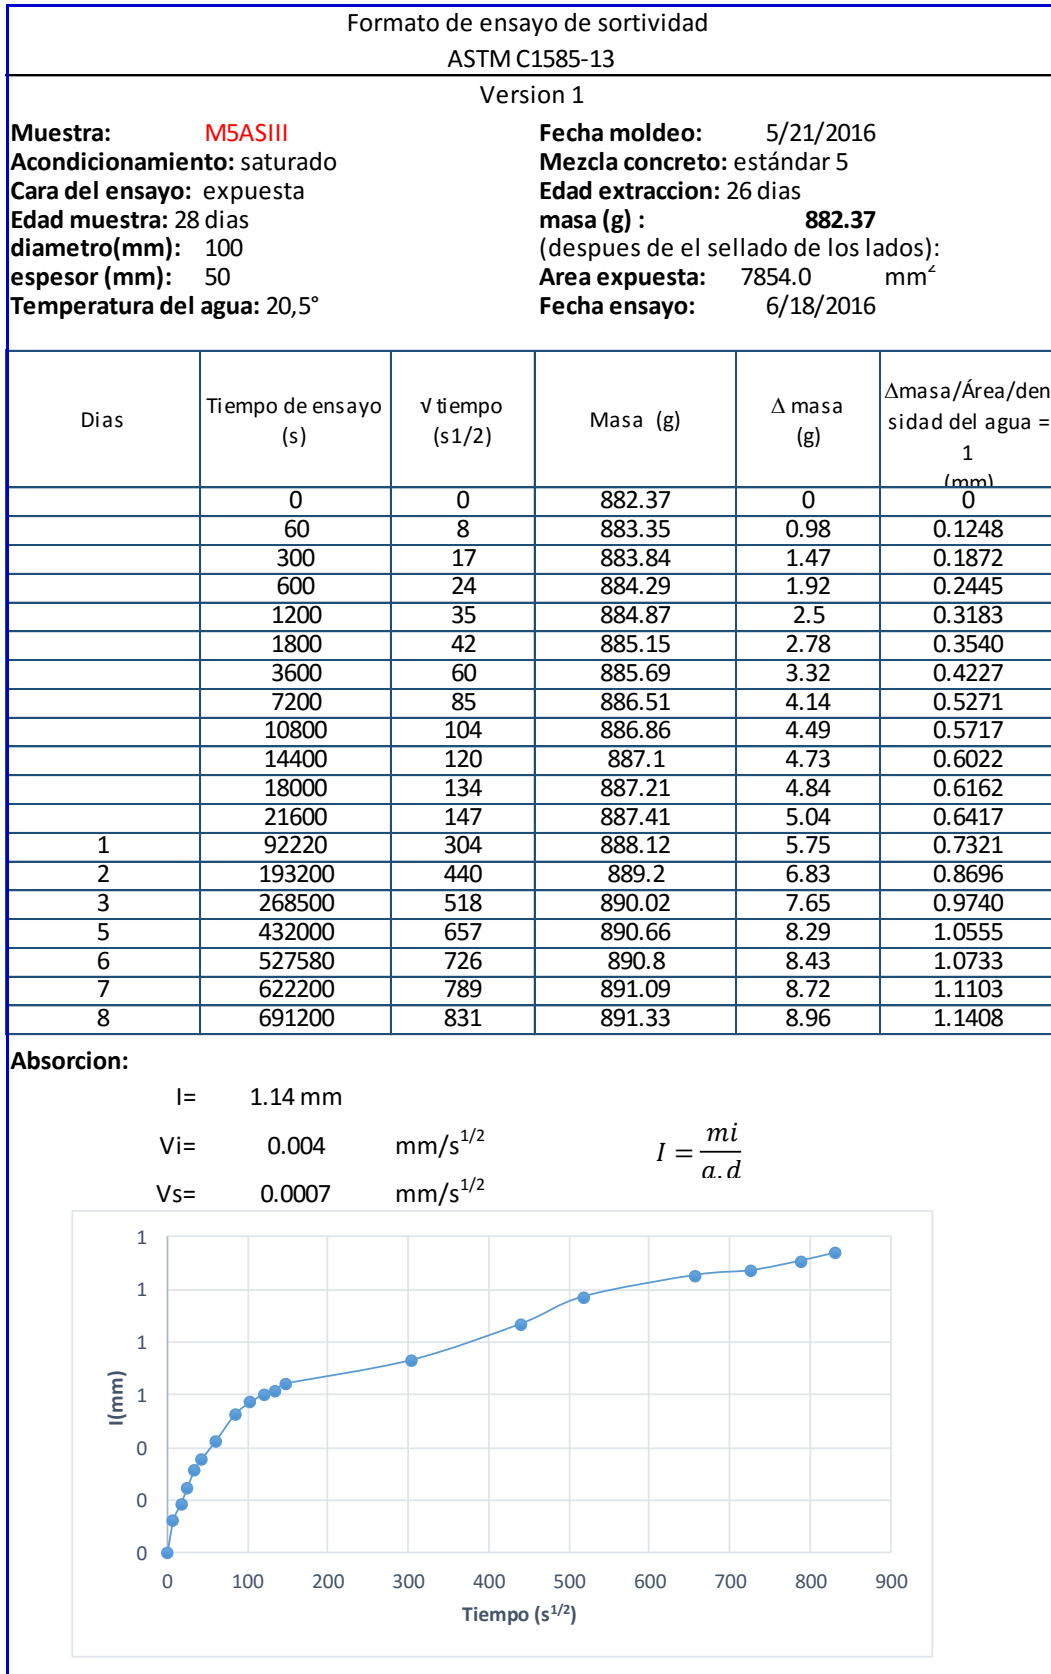 Formato de ensayo de sortividad
ASTM C1585-13
Version 1
Muestra: M5ASIII Fecha moldeo: 5/21/2016
Acondicionamiento: saturado Mezcla concreto: estándar 5
Cara del ensayo: expuesta Edad extraccion: 26 dias
Edad muestra: 28 dias masa (g) : 882.37
diametro(mm): 100 (despues de el sellado de los lados):
espesor (mm): 50 Area expuesta: 7854.0 mm²
Temperatura del agua: 20,5° Fecha ensayo: 6/18/2016
Dias Tiempo de ensayo (s) √ tiempo (s1/2) Masa (g) Δ masa (g) Δmasa/Área/densidad del agua = 1 (mm)
0 0 882.37 0 0
60 8 883.35 0.98 0.1248
300 17 883.84 1.47 0.1872
600 24 884.29 1.92 0.2445
1200 35 884.87 2.5 0.3183
1800 42 885.15 2.78 0.3540
3600 60 885.69 3.32 0.4227
7200 85 886.51 4.14 0.5271
10800 104 886.86 4.49 0.5717
14400 120 887.1 4.73 0.6022
18000 134 887.21 4.84 0.6162
21600 147 887.41 5.04 0.6417
1 92220 304 888.12 5.75 0.7321
2 193200 440 889.2 6.83 0.8696
3 268500 518 890.02 7.65 0.9740
5 432000 657 890.66 8.29 1.0555
6 527580 726 890.8 8.43 1.0733
7 622200 789 891.09 8.72 1.1103
8 691200 831 891.33 8.96 1.1408
Absorcion:
I= 1.14 mm
Vi= 0.004 mm/s^1/2 I = mi/a.d
Vs= 0.0007 mm/s^1/2
1
1
1
1
0
0
0
I(mm)
0 100 200 300 400 500 600 700 800 900
Tiempo (s^1/2)